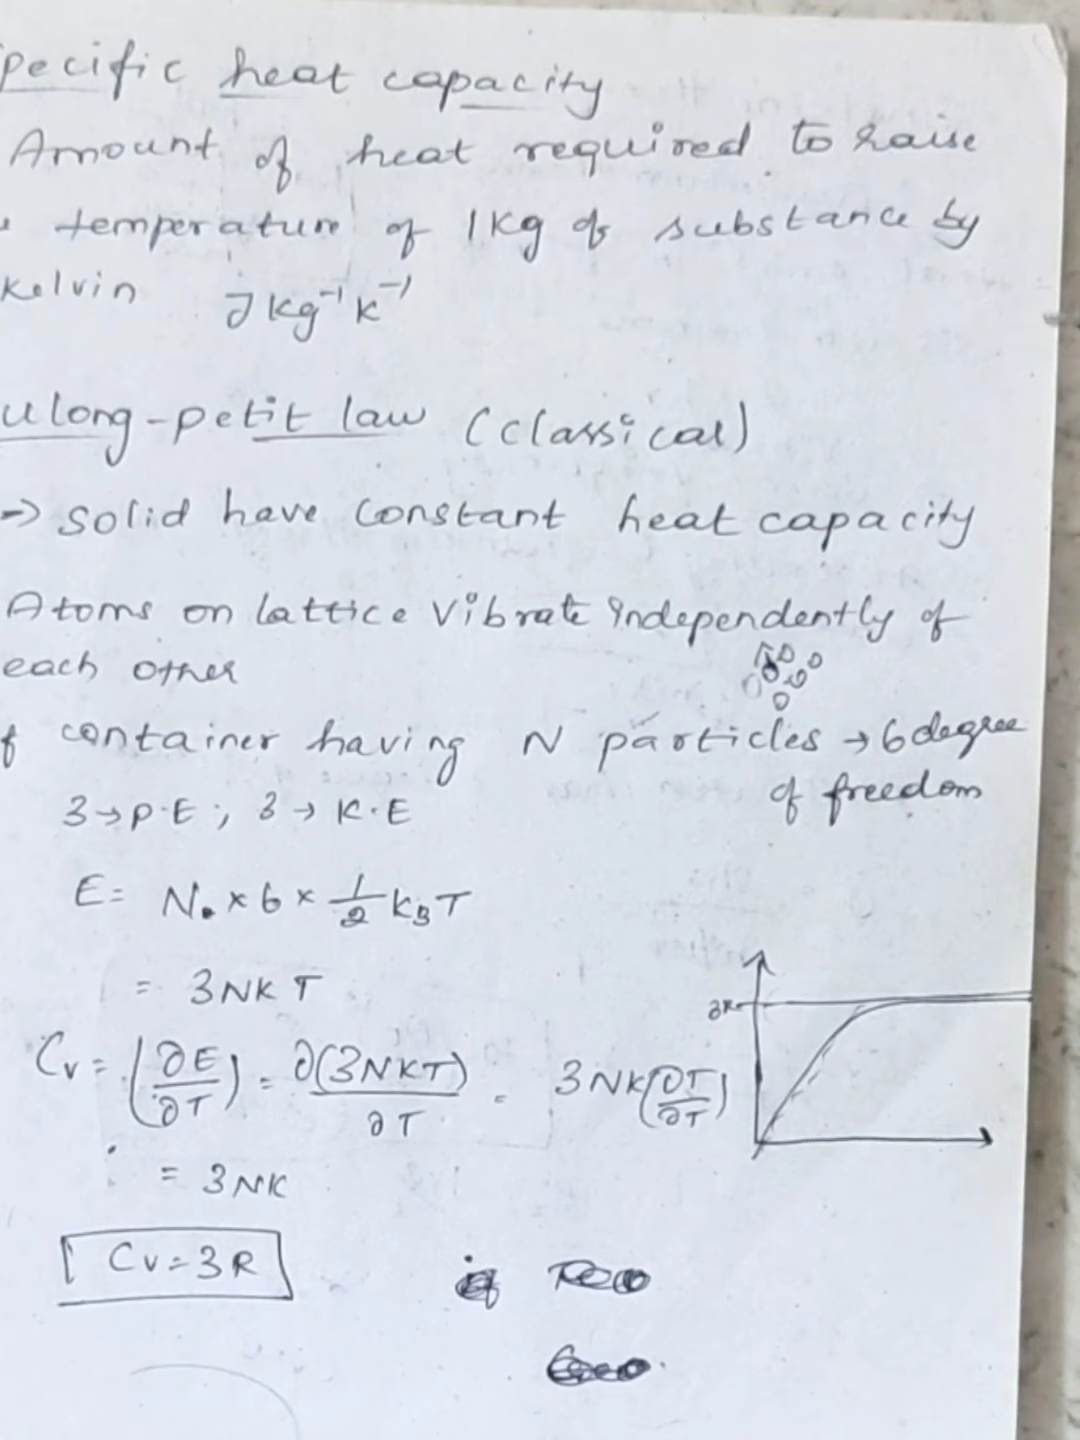 pecific heat capacity
Amount of heat required to raise
temperature of 1kg of substance by
Kelvin J kg⁻¹ K⁻¹
ulong-petit law (classical)
→ solid have constant heat capacity
Atoms on lattice vibrate independently of
each other
container having N particles → 6 degree
of freedom
3→P.E ; 3→ K.E
E= N. × 6 × 1/2 k_B T
= 3NKT
3R
Cv = (∂E/∂T) = ∂(3NKT)/∂T = 3NK(∂T/∂T)
= 3NK
Cv=3R